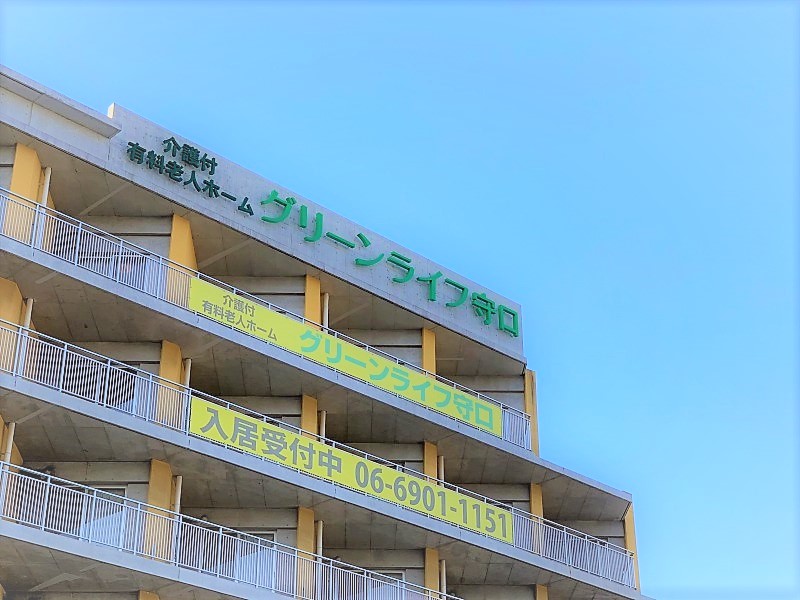 介護付
有料老人ホーム
グリーンライフ守口
介護付
有料老人ホーム
グリーンライフ守口
入居受付中 06-6901-1151